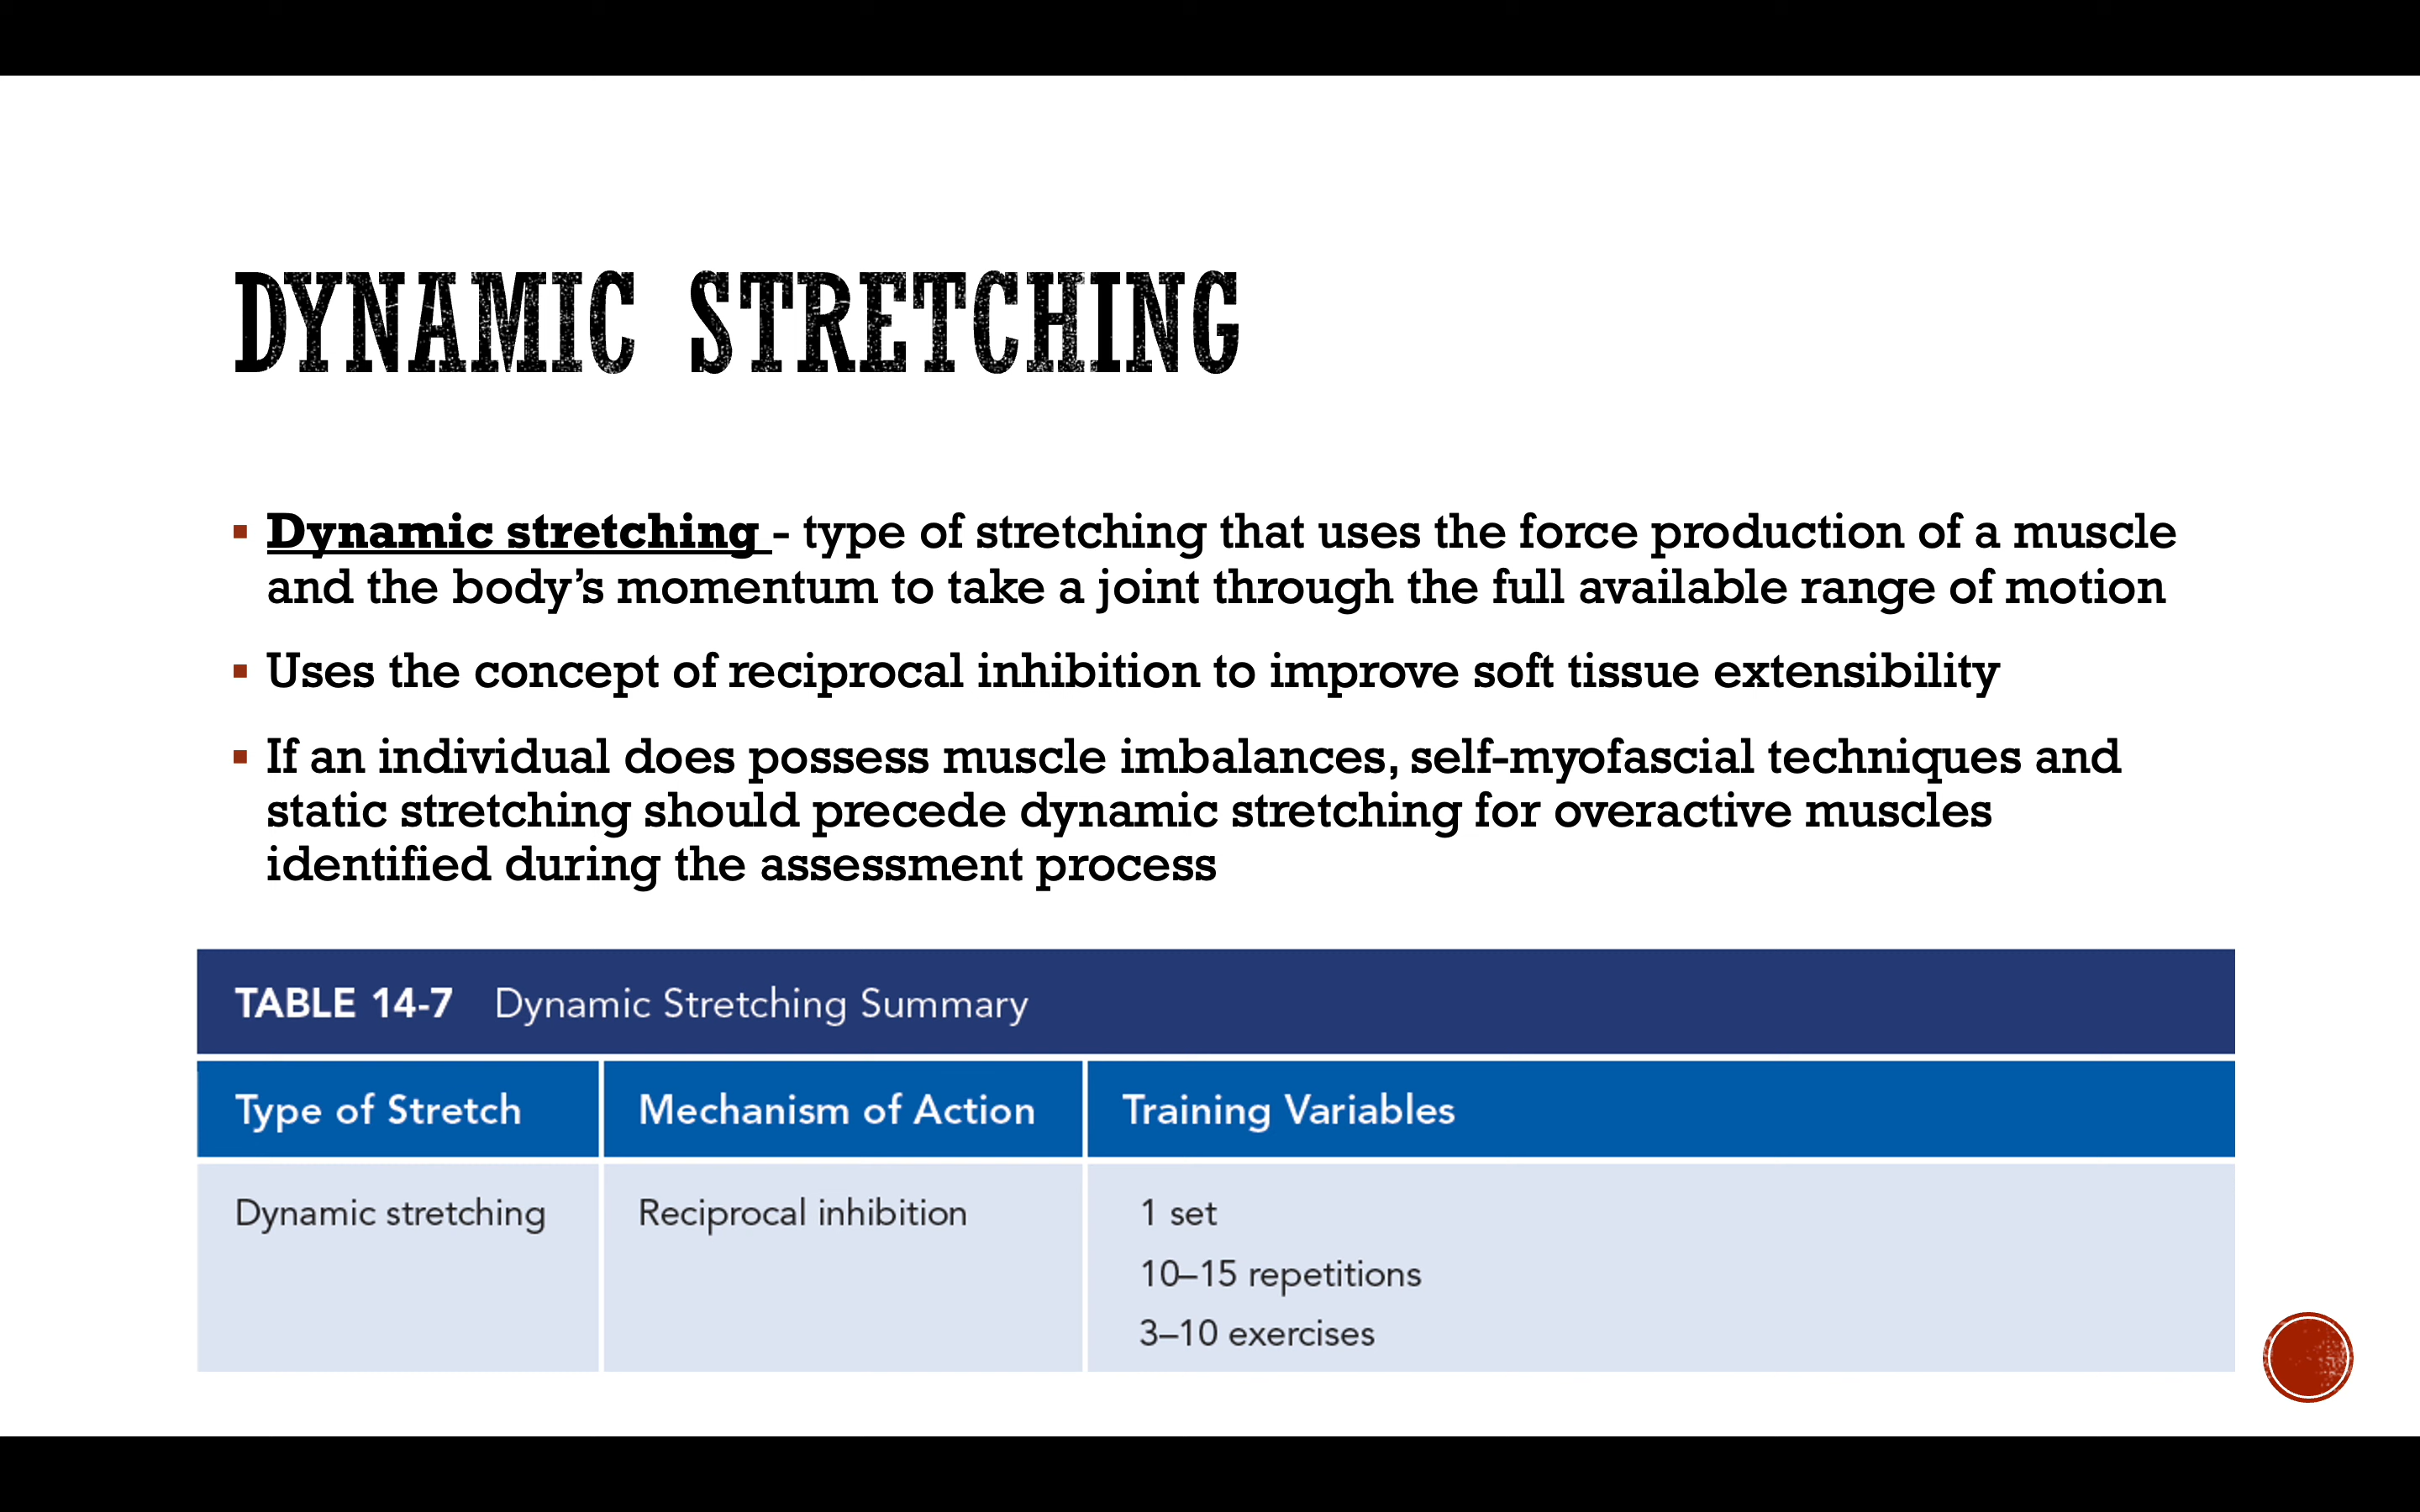 DYNAMIC STRETCHING
▪ Dynamic stretching - type of stretching that uses the force production of a muscle
and the body’s momentum to take a joint through the full available range of motion
▪ Uses the concept of reciprocal inhibition to improve soft tissue extensibility
▪ If an individual does possess muscle imbalances, self-myofascial techniques and
static stretching should precede dynamic stretching for overactive muscles
identified during the assessment process
TABLE 14-7 Dynamic Stretching Summary
Type of Stretch Mechanism of Action Training Variables
Dynamic stretching Reciprocal inhibition 1 set
10–15 repetitions
3–10 exercises